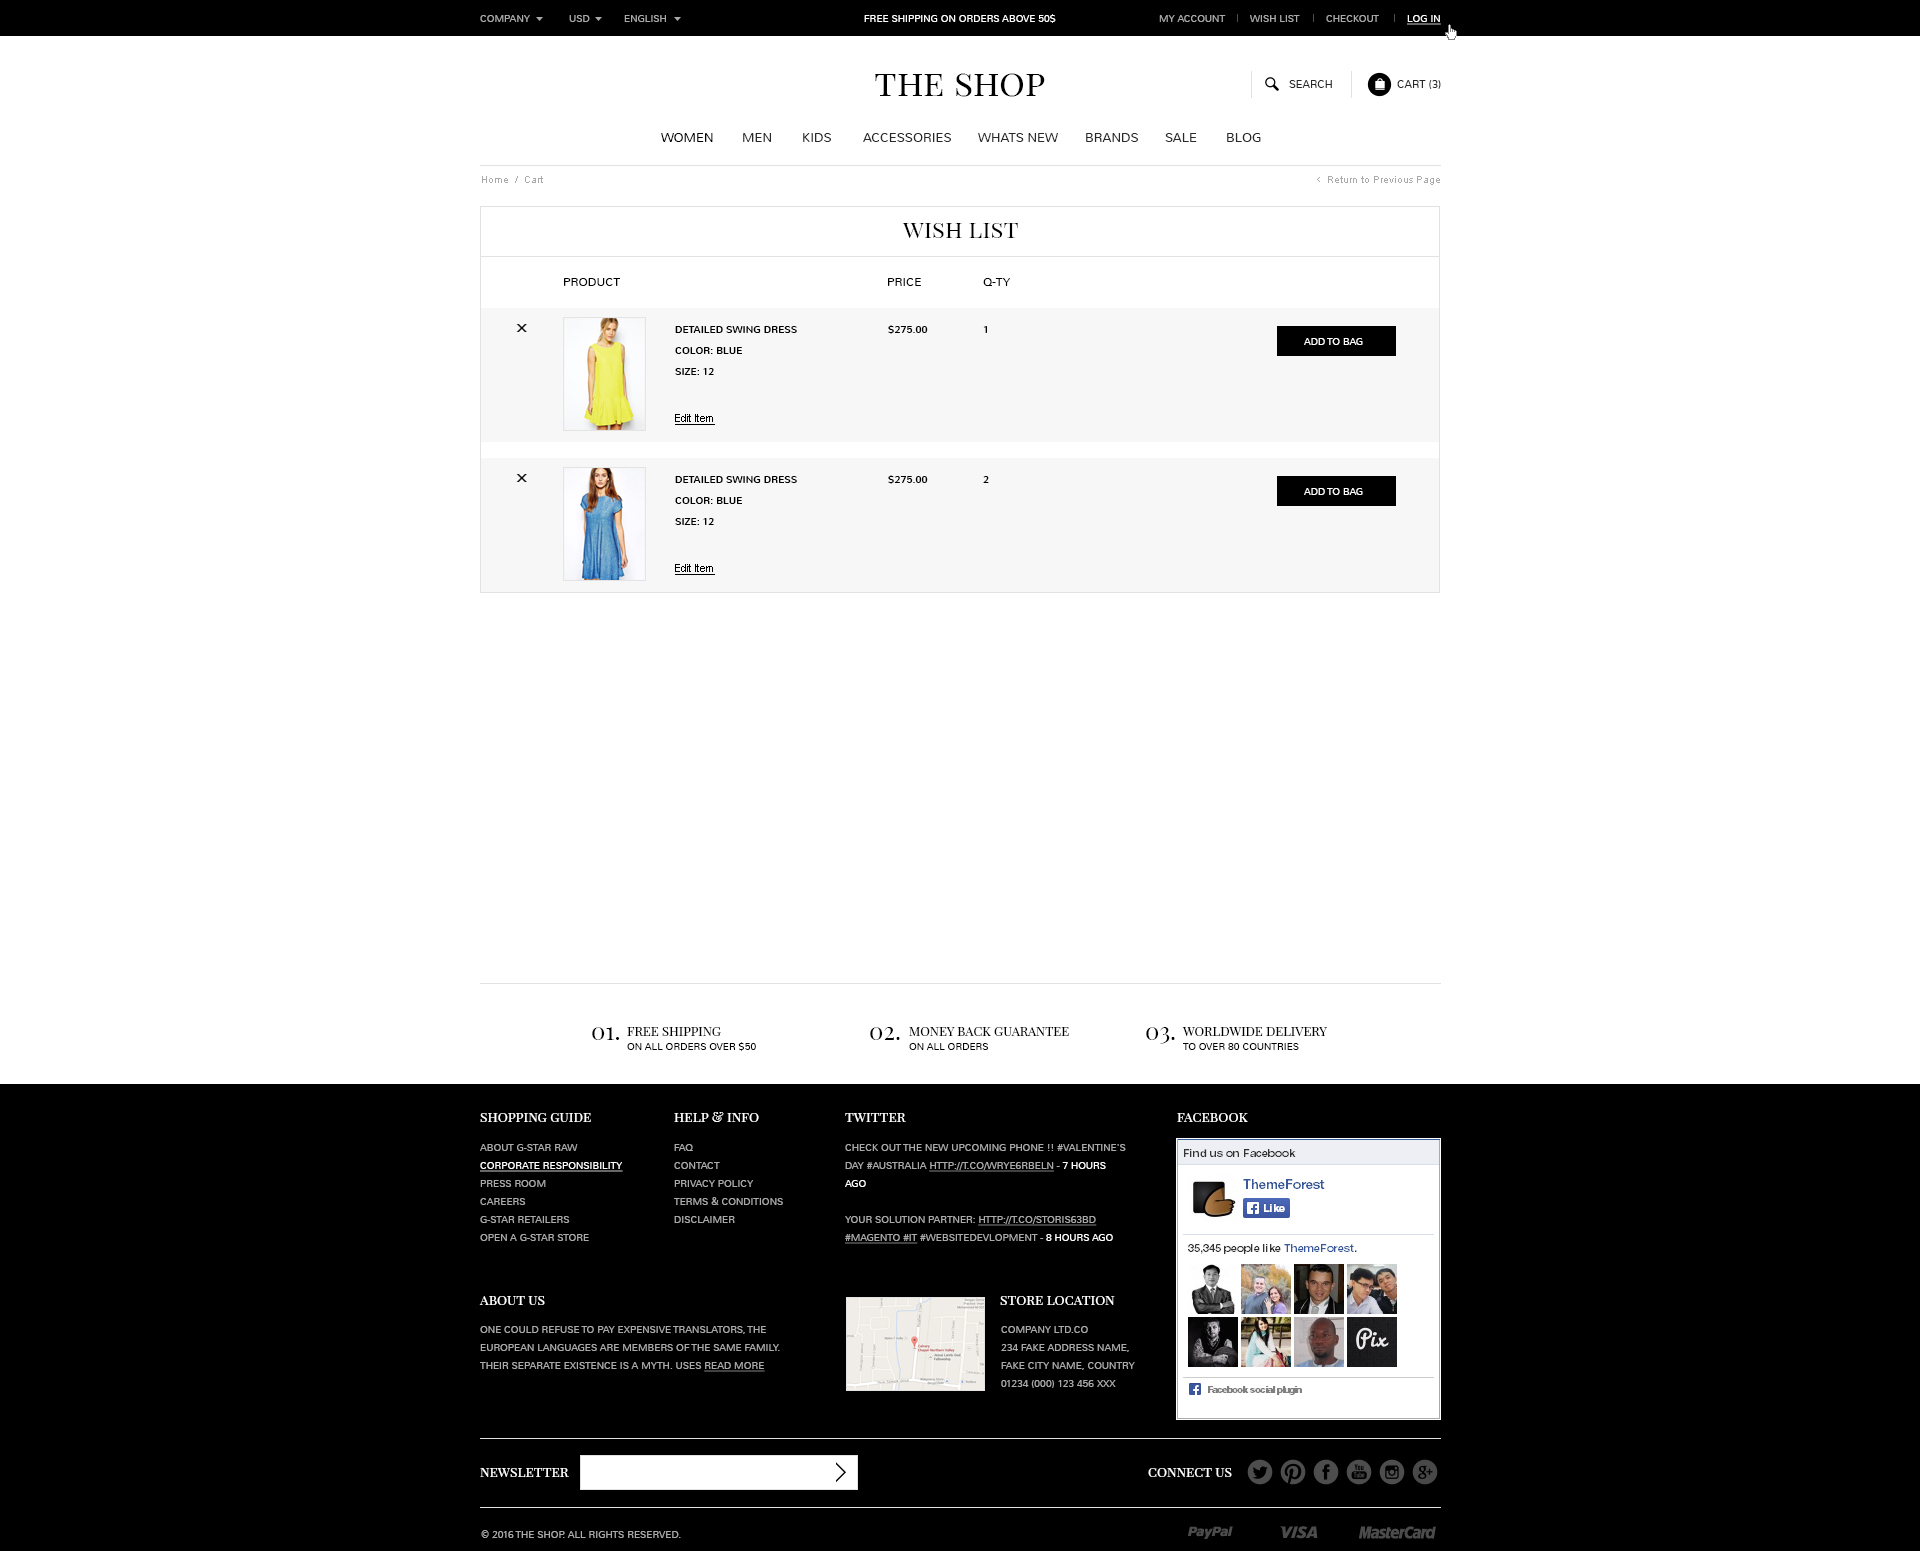 COMPANY USD ENGLISH FREE SHIPPING ON ORDERS ABOVE 50$ MY ACCOUNT WISH LIST CHECKOUT LOG IN
THE SHOP
SEARCH CART (3)
WOMEN MEN KIDS ACCESSORIES WHATS NEW BRANDS SALE BLOG
Home / Cart < Return to Previous Page
WISH LIST
PRODUCT PRICE Q-TY
DETAILED SWING DRESS $275.00 1
ADD TO BAG
COLOR: BLUE
SIZE: 12
Edit Item
DETAILED SWING DRESS $275.00 2
ADD TO BAG
COLOR: BLUE
SIZE: 12
Edit Item
01. FREE SHIPPING
ON ALL ORDERS OVER $50
02. MONEY BACK GUARANTEE
ON ALL ORDERS
03. WORLDWIDE DELIVERY
TO OVER 80 COUNTRIES
SHOPPING GUIDE
ABOUT G-STAR RAW
CORPORATE RESPONSIBILITY
PRESS ROOM
CAREERS
G-STAR RETAILERS
OPEN A G-STAR STORE
HELP & INFO
FAQ
CONTACT
PRIVACY POLICY
TERMS & CONDITIONS
DISCLAIMER
TWITTER
CHECK OUT THE NEW UPCOMING PHONE !! #VALENTINE'S
DAY #AUSTRALIA HTTP://T.CO/WRYE6RBELN - 7 HOURS
AGO
YOUR SOLUTION PARTNER: HTTP://T.CO/STORIS63BD
#MAGENTO #IT #WEBSITEDEVLOPMENT - 8 HOURS AGO
FACEBOOK
Find us on Facebook
ThemeForest
Like
35,345 people like ThemeForest.
Pix
Facebook social plugin
ABOUT US
ONE COULD REFUSE TO PAY EXPENSIVE TRANSLATORS, THE
EUROPEAN LANGUAGES ARE MEMBERS OF THE SAME FAMILY.
THEIR SEPARATE EXISTENCE IS A MYTH. USES READ MORE
STORE LOCATION
COMPANY LTD.CO
234 FAKE ADDRESS NAME,
FAKE CITY NAME, COUNTRY
01234 (000) 123 456 XXX
NEWSLETTER
CONNECT US
You Tube
g+
© 2016 THE SHOP. ALL RIGHTS RESERVED.
PayPal VISA MasterCard